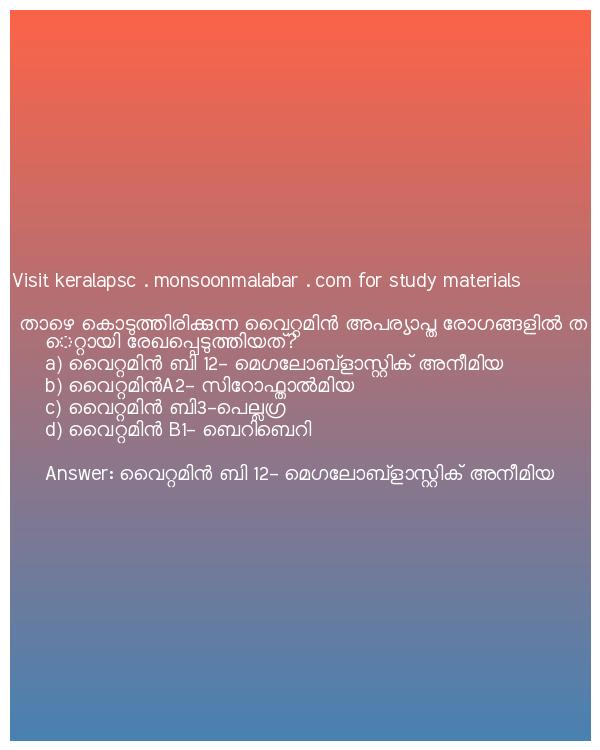 Visit keralapsc . monsoonmalabar . com for study materials
താഴെ കൊടുത്തിരിക്കുന്ന വൈറ്റമിൻ അപര്യാപ്ത രോഗങ്ങളിൽ ത
െറ്റായി രേഖപ്പെടുത്തിയത്?
a) വൈറ്റമിൻ ബി 12- മെഗലോബ്ളാസ്റ്റിക് അനീമിയ
b) വൈറ്റമിൻA2- സിറോഫ്താൽമിയ
c) വൈറ്റമിൻ ബി3-പെല്ലഗ്ര
d) വൈറ്റമിൻ B1- ബെറിബെറി
Answer: വൈറ്റമിൻ ബി 12- മെഗലോബ്ളാസ്റ്റിക് അനീമിയ